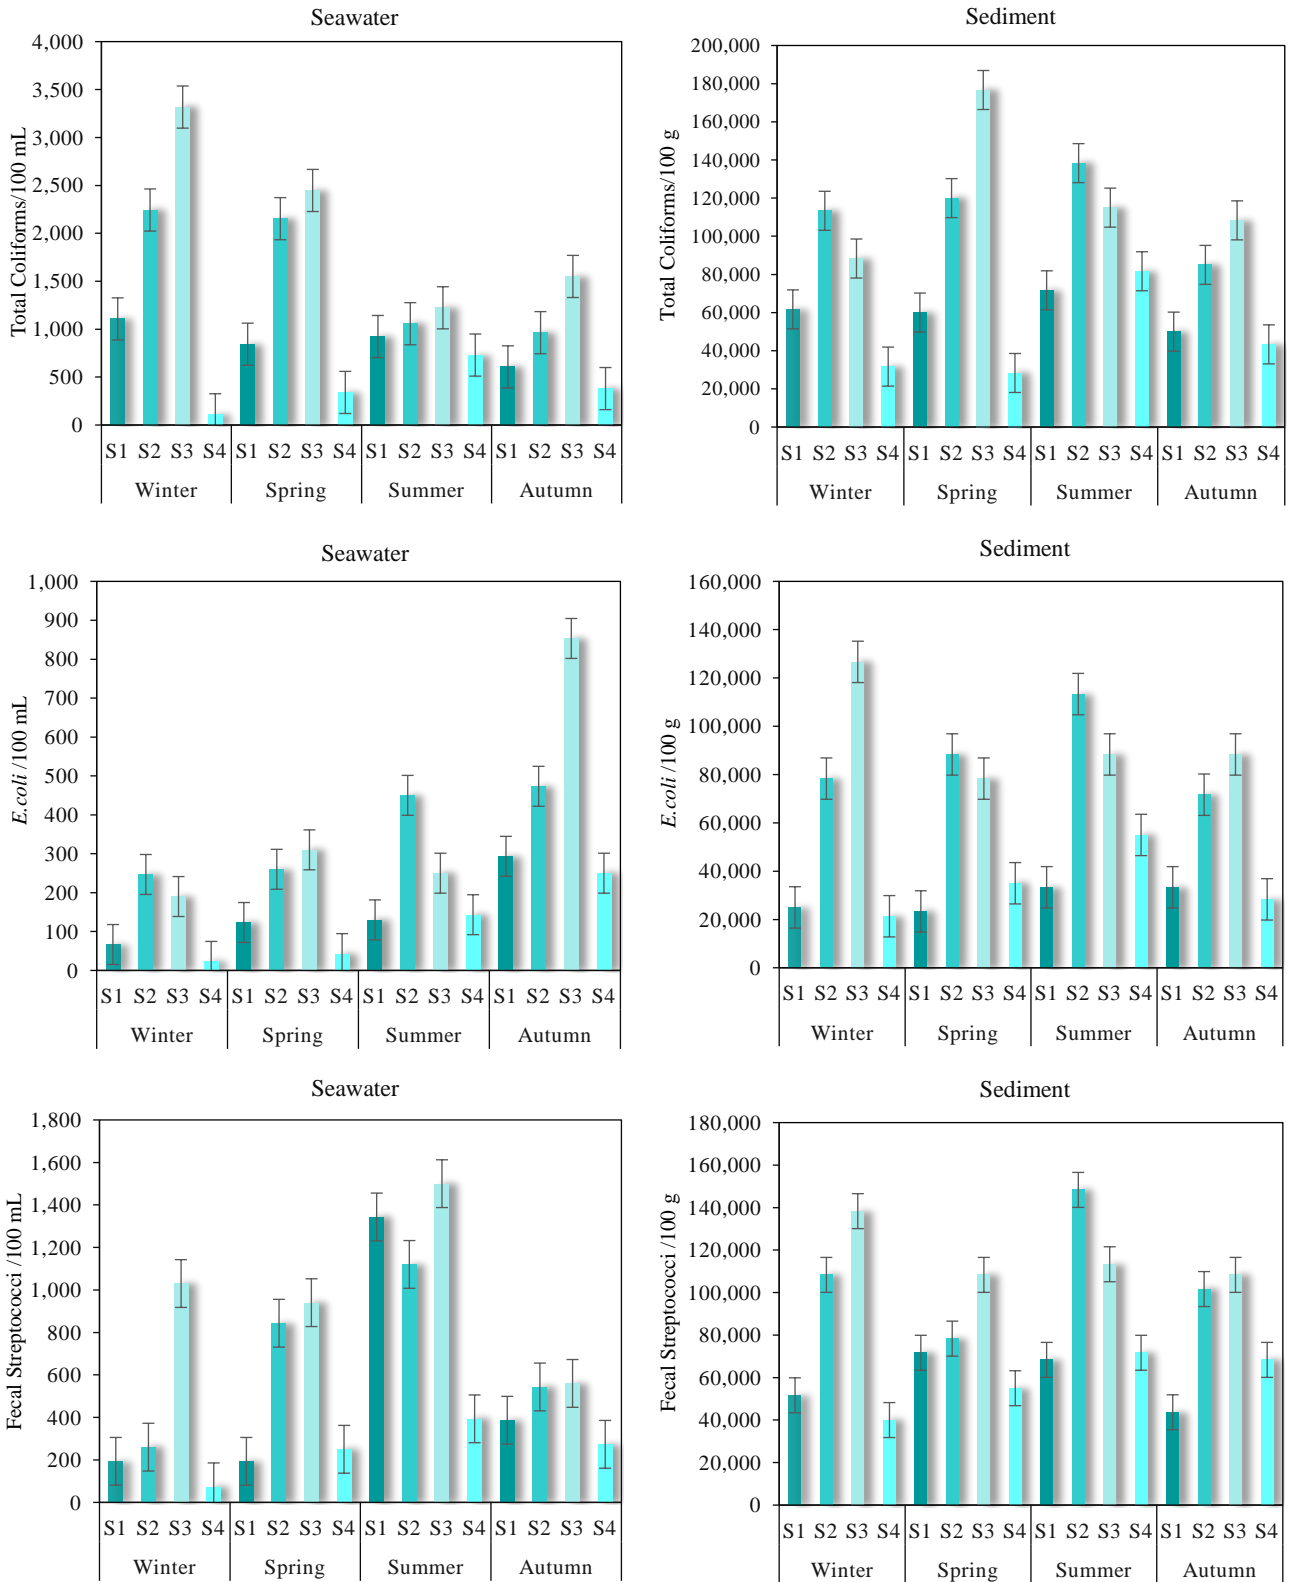 Seawater
Total Coliforms/100 mL
4,000
3,500
3,000
2,500
2,000
1,500
1,000
500
0
S1 S2 S3 S4 S1 S2 S3 S4 S1 S2 S3 S4 S1 S2 S3 S4
Winter Spring Summer Autumn
Sediment
Total Coliforms/100 g
200,000
180,000
160,000
140,000
120,000
100,000
80,000
60,000
40,000
20,000
0
S1 S2 S3 S4 S1 S2 S3 S4 S1 S2 S3 S4 S1 S2 S3 S4
Winter Spring Summer Autumn
Seawater
E.coli /100 mL
1,000
900
800
700
600
500
400
300
200
100
0
S1 S2 S3 S4 S1 S2 S3 S4 S1 S2 S3 S4 S1 S2 S3 S4
Winter Spring Summer Autumn
Sediment
E.coli /100 g
160,000
140,000
120,000
100,000
80,000
60,000
40,000
20,000
0
S1 S2 S3 S4 S1 S2 S3 S4 S1 S2 S3 S4 S1 S2 S3 S4
Winter Spring Summer Autumn
Seawater
Fecal Streptococci /100 mL
1,800
1,600
1,400
1,200
1,000
800
600
400
200
0
S1 S2 S3 S4 S1 S2 S3 S4 S1 S2 S3 S4 S1 S2 S3 S4
Winter Spring Summer Autumn
Sediment
Fecal Streptococci /100 g
180,000
160,000
140,000
120,000
100,000
80,000
60,000
40,000
20,000
0
S1 S2 S3 S4 S1 S2 S3 S4 S1 S2 S3 S4 S1 S2 S3 S4
Winter Spring Summer Autumn